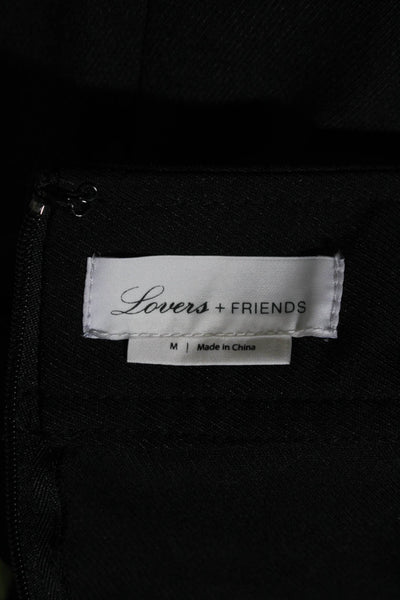 Lovers + FRIENDS
M | Made in China